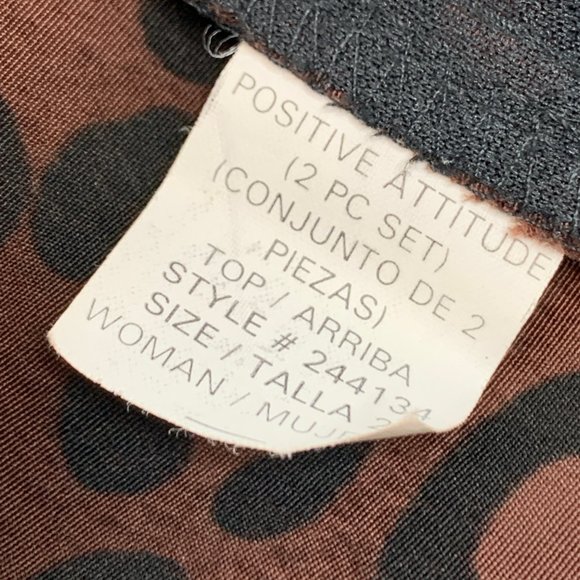 POSITIVE ATTITUDE
(2 PC SET)
(CONJUNTO DE 2
PIEZAS)
TOP / ARRIBA
STYLE # 244134
SIZE / TALLA
WOMAN /